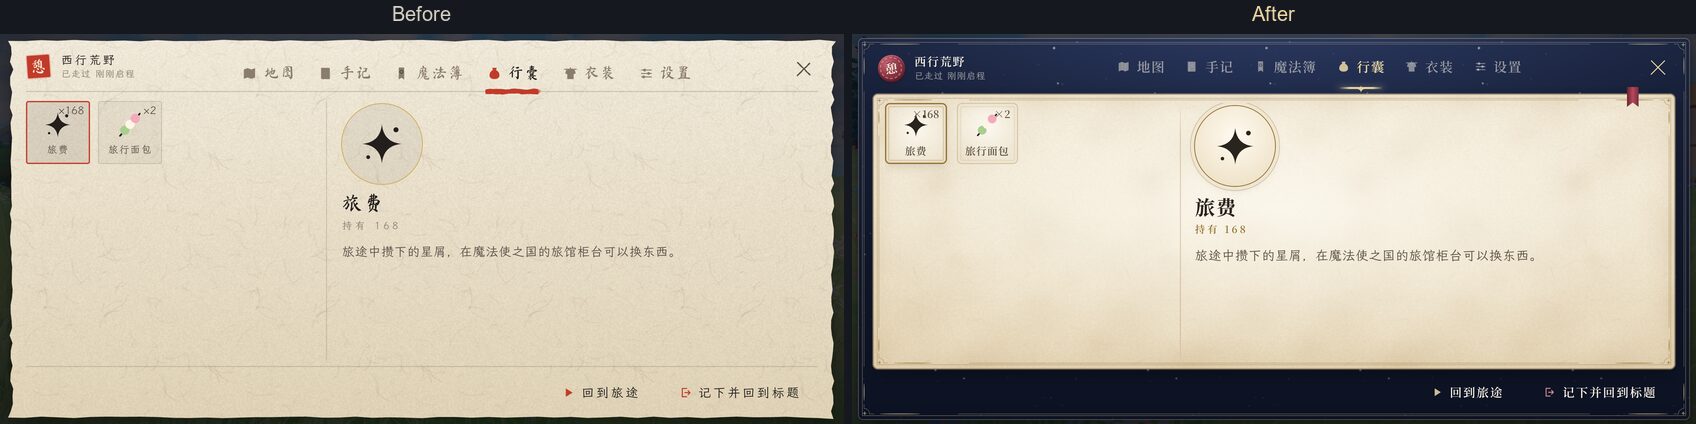 Before
After
憩
西行荒野
已走过 刚刚启程
地图
手记
魔法簿
行囊
衣装
设置
×168
旅费
×2
旅行面包
旅费
持有 168
旅途中攒下的星屑，在魔法使之国的旅馆柜台可以换东西。
回到旅途
记下并回到标题
憩
西行荒野
已走过 刚刚启程
地图
手记
魔法簿
行囊
衣装
设置
×168
旅费
×2
旅行面包
旅费
持有 168
旅途中攒下的星屑，在魔法使之国的旅馆柜台可以换东西。
回到旅途
记下并回到标题